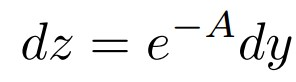 dz = e^{-A}dy